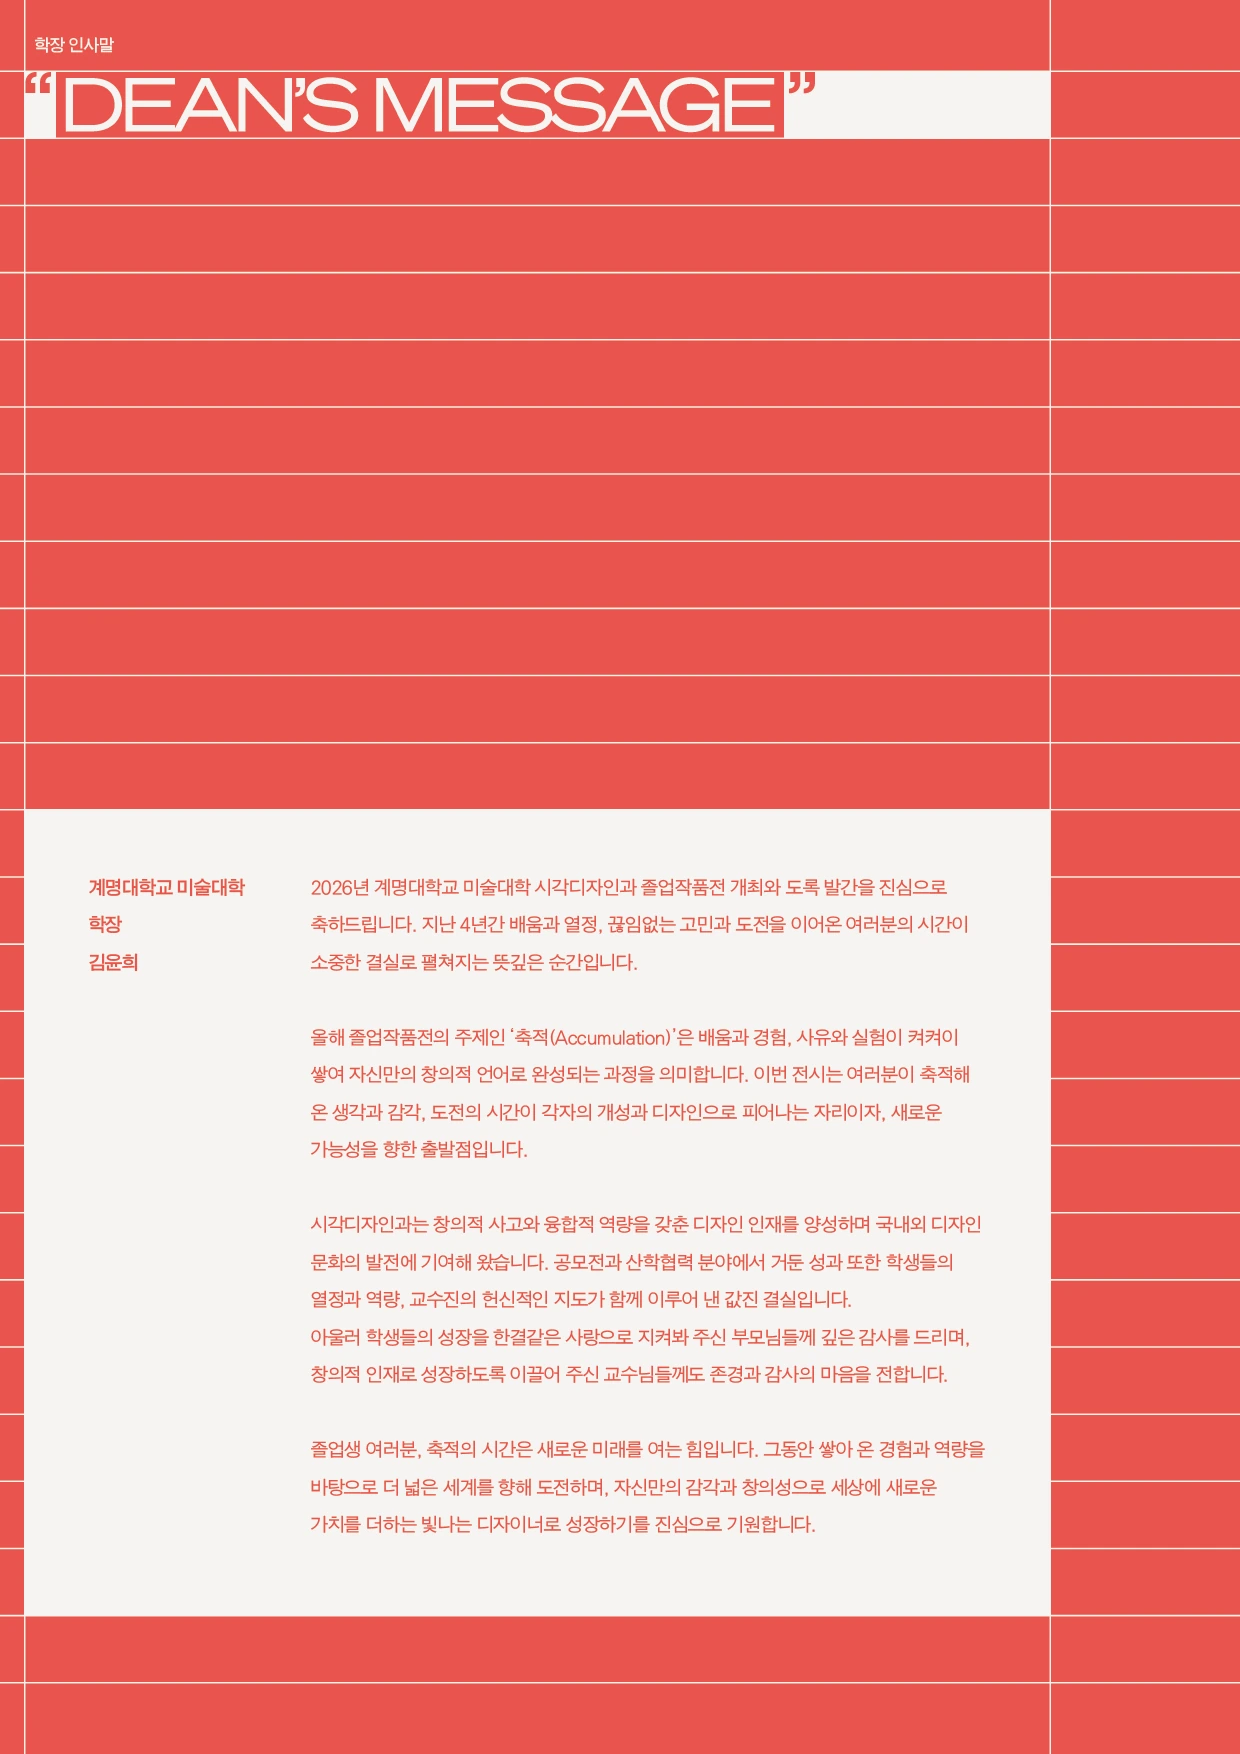 학장 인사말
“DEAN’S MESSAGE”
계명대학교 미술대학
학장
김윤희
2026년 계명대학교 미술대학 시각디자인과 졸업작품전 개최와 도록 발간을 진심으로
축하드립니다. 지난 4년간 배움과 열정, 끊임없는 고민과 도전을 이어온 여러분의 시간이
소중한 결실로 펼쳐지는 뜻깊은 순간입니다.
올해 졸업작품전의 주제인 ‘축적(Accumulation)’은 배움과 경험, 사유와 실험이 켜켜이
쌓여 자신만의 창의적 언어로 완성되는 과정을 의미합니다. 이번 전시는 여러분이 축적해
온 생각과 감각, 도전의 시간이 각자의 개성과 디자인으로 피어나는 자리이자, 새로운
가능성을 향한 출발점입니다.
시각디자인과는 창의적 사고와 융합적 역량을 갖춘 디자인 인재를 양성하며 국내외 디자인
문화의 발전에 기여해 왔습니다. 공모전과 산학협력 분야에서 거둔 성과 또한 학생들의
열정과 역량, 교수진의 헌신적인 지도가 함께 이루어 낸 값진 결실입니다.
아울러 학생들의 성장을 한결같은 사랑으로 지켜봐 주신 부모님들께 깊은 감사를 드리며,
창의적 인재로 성장하도록 이끌어 주신 교수님들께도 존경과 감사의 마음을 전합니다.
졸업생 여러분, 축적의 시간은 새로운 미래를 여는 힘입니다. 그동안 쌓아 온 경험과 역량을
바탕으로 더 넓은 세계를 향해 도전하며, 자신만의 감각과 창의성으로 세상에 새로운
가치를 더하는 빛나는 디자이너로 성장하기를 진심으로 기원합니다.